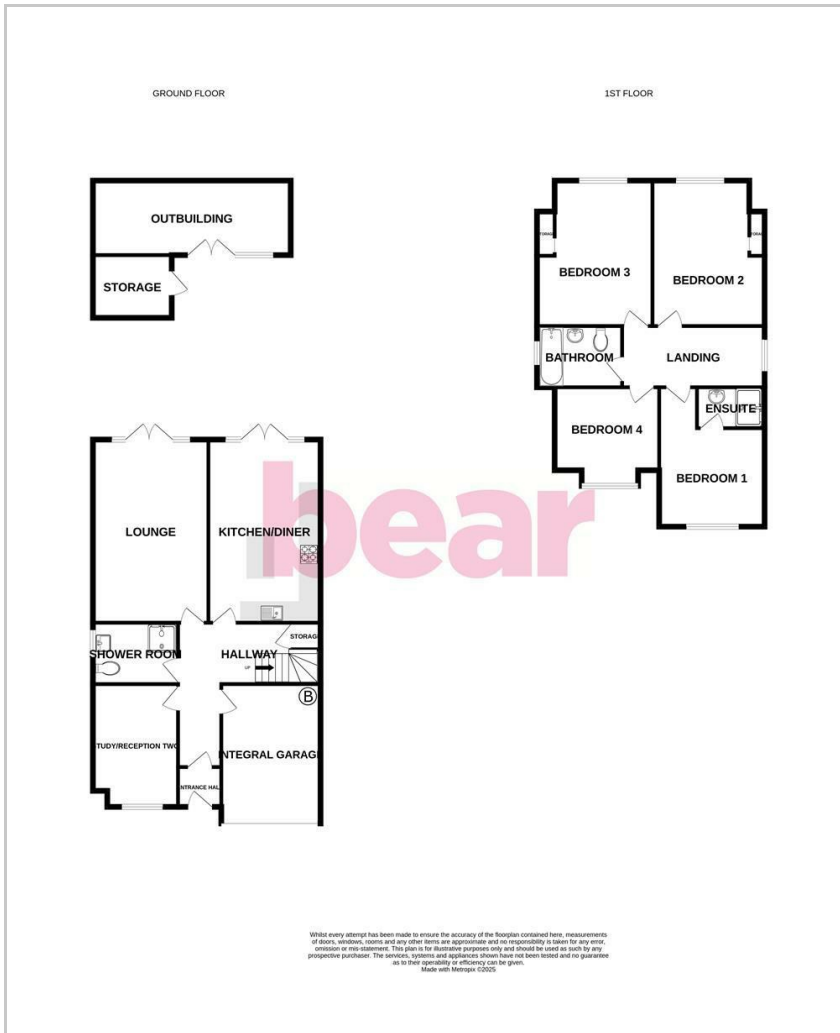 GROUND FLOOR
1ST FLOOR
OUTBUILDING
STORAGE
LOUNGE
KITCHEN/DINER
SHOWER ROOM
HALLWAY
STORAGE
UP
B
TUDY/RECEPTION TWO
INTEGRAL GARAGE
NTRANCE HAL
BEDROOM 3
BEDROOM 2
BATHROOM
LANDING
ENSUITE
BEDROOM 4
BEDROOM 1
bear
Whilst every attempt has been made to ensure the accuracy of the floorplan contained here, measurements
of doors, windows, rooms and any other items are approximate and no responsibility is taken for any error,
omission or mis-statement. This plan is for illustrative purposes only and should be used as such by any
prospective purchaser. The services, systems and appliances shown have not been tested and no guarantee
as to their operability or efficiency can be given.
Made with Metropix ©2025